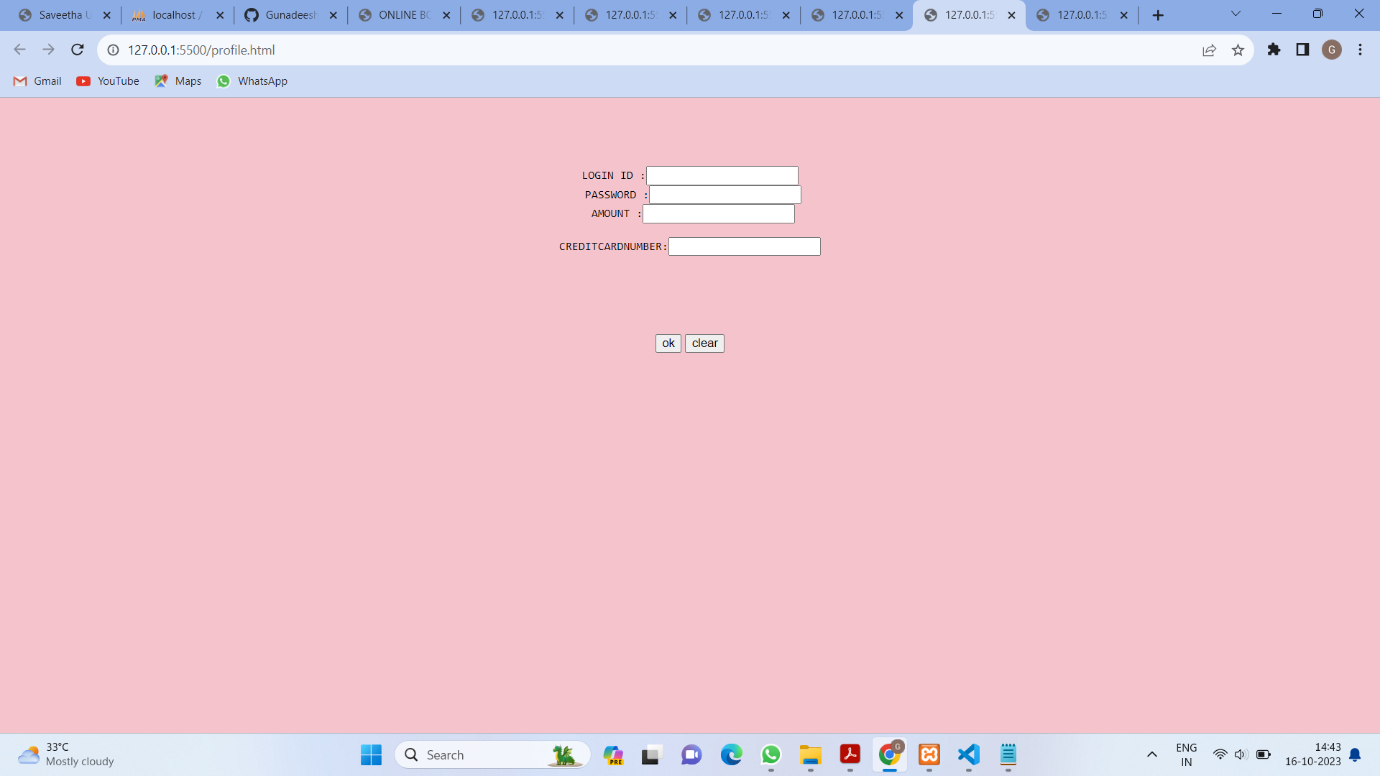 Saveetha U
localhost /
Gunadeesh
ONLINE BO
127.0.0.1:5
127.0.0.1:5
127.0.0.1:5
127.0.0.1:5
127.0.0.1:5
127.0.0.1:5
127.0.0.1:5500/profile.html
G
Gmail
YouTube
Maps
WhatsApp
LOGIN ID :
PASSWORD :
AMOUNT :
CREDITCARDNUMBER:
ok clear
33°C
Mostly cloudy
Search
PRE
G
ENG
IN
14:43
16-10-2023